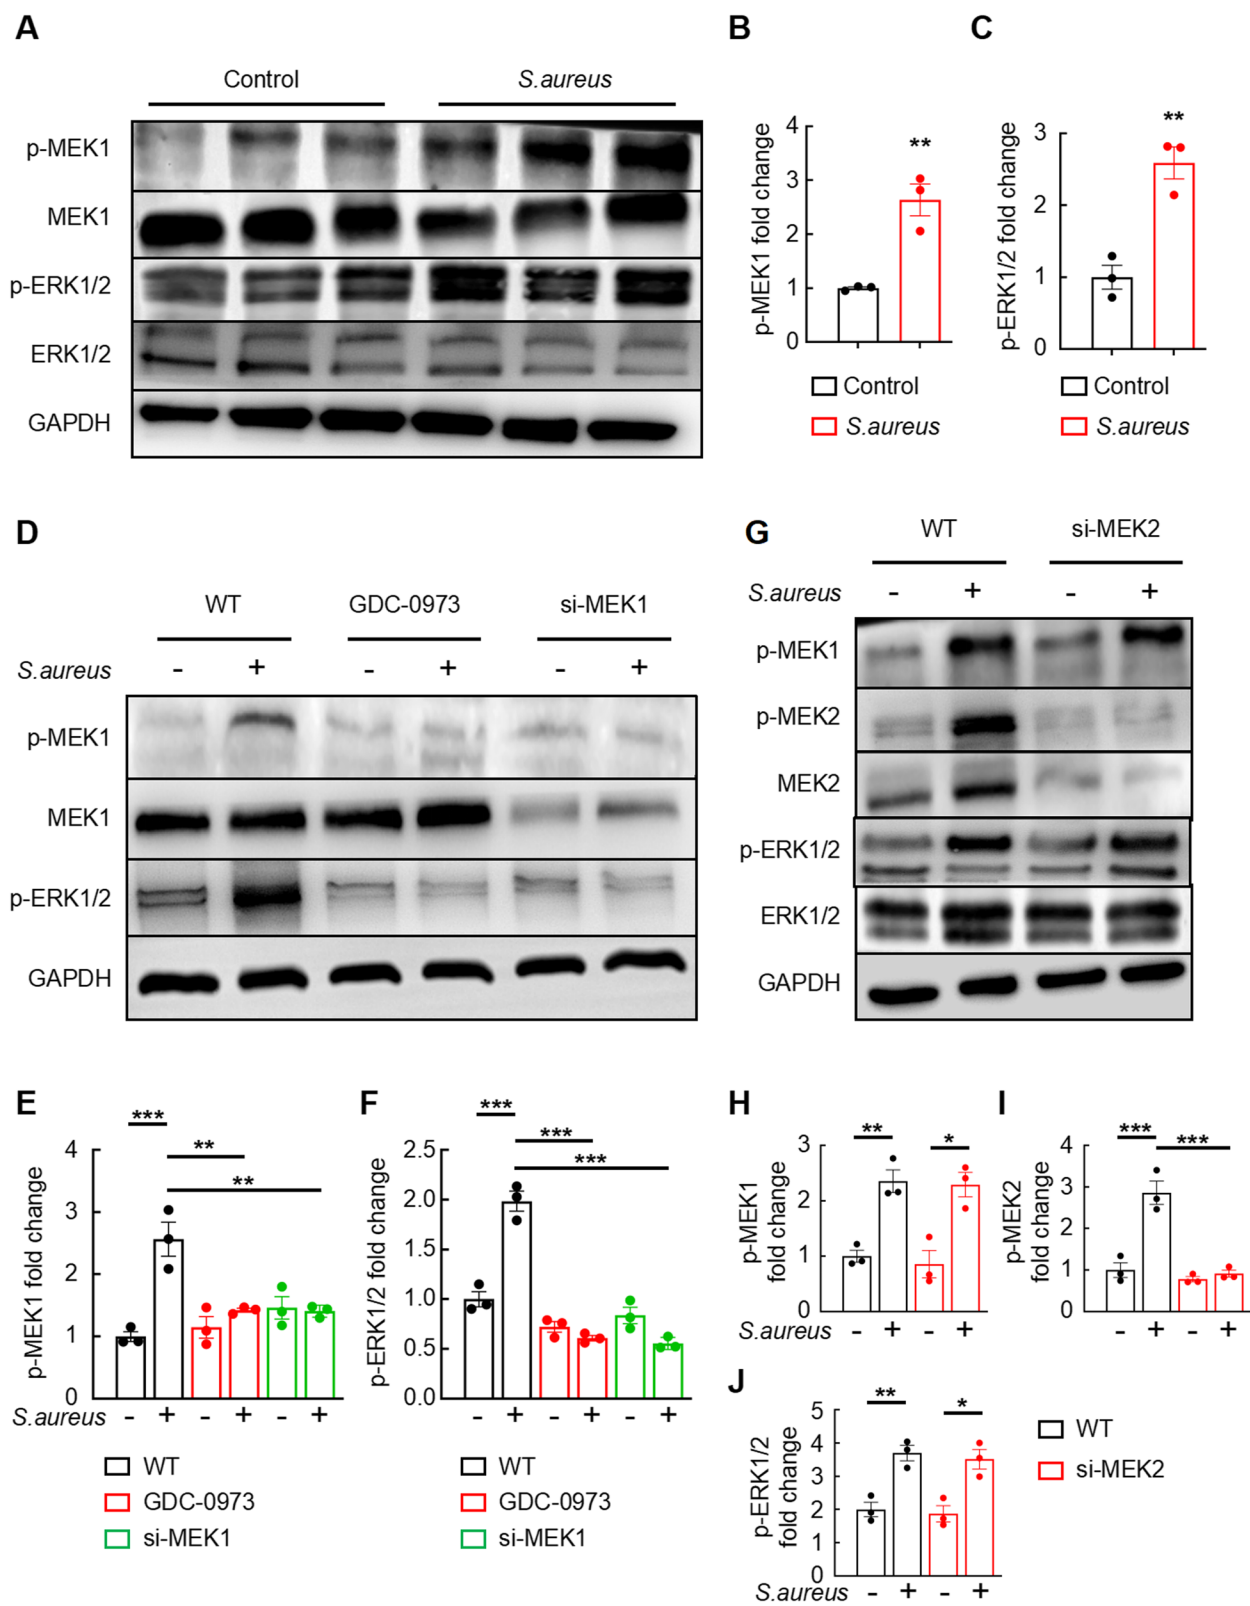 A
Control
S.aureus
p-MEK1
MEK1
p-ERK1/2
ERK1/2
GAPDH
B
p-MEK1 fold change
4
3
2
1
0
**
Control
S.aureus
C
p-ERK1/2 fold change
3
2
1
0
**
Control
S.aureus
D
WT
GDC-0973
si-MEK1
S.aureus
- + - + - +
p-MEK1
MEK1
p-ERK1/2
GAPDH
G
WT
si-MEK2
S.aureus
- + - +
p-MEK1
p-MEK2
MEK2
p-ERK1/2
ERK1/2
GAPDH
E
p-MEK1 fold change
4
3
2
1
0
***
**
**
S.aureus - + - + - +
WT
GDC-0973
si-MEK1
F
p-ERK1/2 fold change
2.5
2.0
1.5
1.0
0.5
0.0
***
***
***
- + - + - +
WT
GDC-0973
si-MEK1
H
p-MEK1
fold change
3
2
1
0
**
*
S.aureus - + - +
I
p-MEK2
fold change
4
3
2
1
0
***
***
- + - +
J
p-ERK1/2
fold change
5
4
3
2
1
0
**
*
S.aureus - + - +
WT
si-MEK2